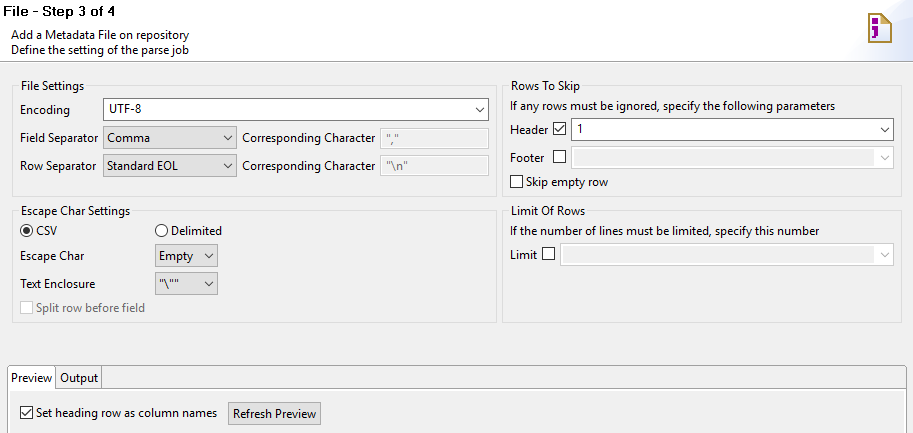 File - Step 3 of 4
Add a Metadata File on repository
Define the setting of the parse job
File Settings
Encoding UTF-8
Field Separator Comma Corresponding Character ","
Row Separator Standard EOL Corresponding Character "\n"
Rows To Skip
If any rows must be ignored, specify the following parameters
Header 1
Footer
Skip empty row
Escape Char Settings
CSV Delimited
Escape Char Empty
Text Enclosure "\""
Split row before field
Limit Of Rows
If the number of lines must be limited, specify this number
Limit
Preview Output
Set heading row as column names Refresh Preview